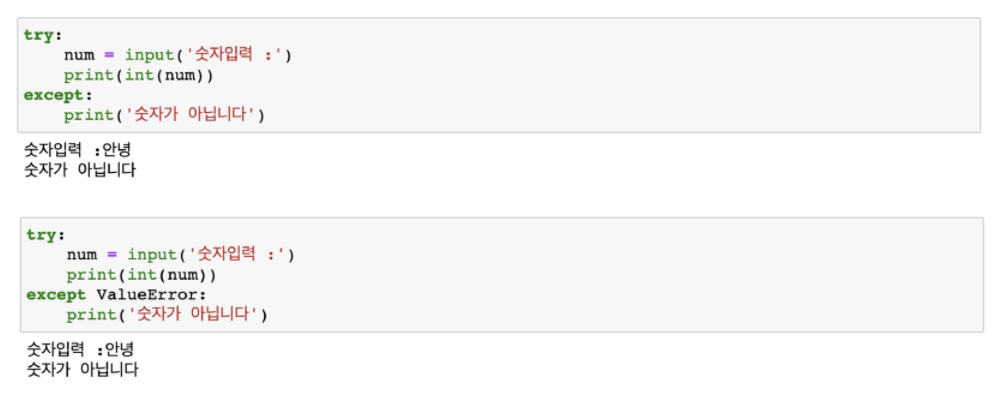 try:
    num = input('숫자입력 :')
    print(int(num))
except:
    print('숫자가 아닙니다')
숫자입력 :안녕
숫자가 아닙니다
try:
    num = input('숫자입력 :')
    print(int(num))
except ValueError:
    print('숫자가 아닙니다')
숫자입력 :안녕
숫자가 아닙니다